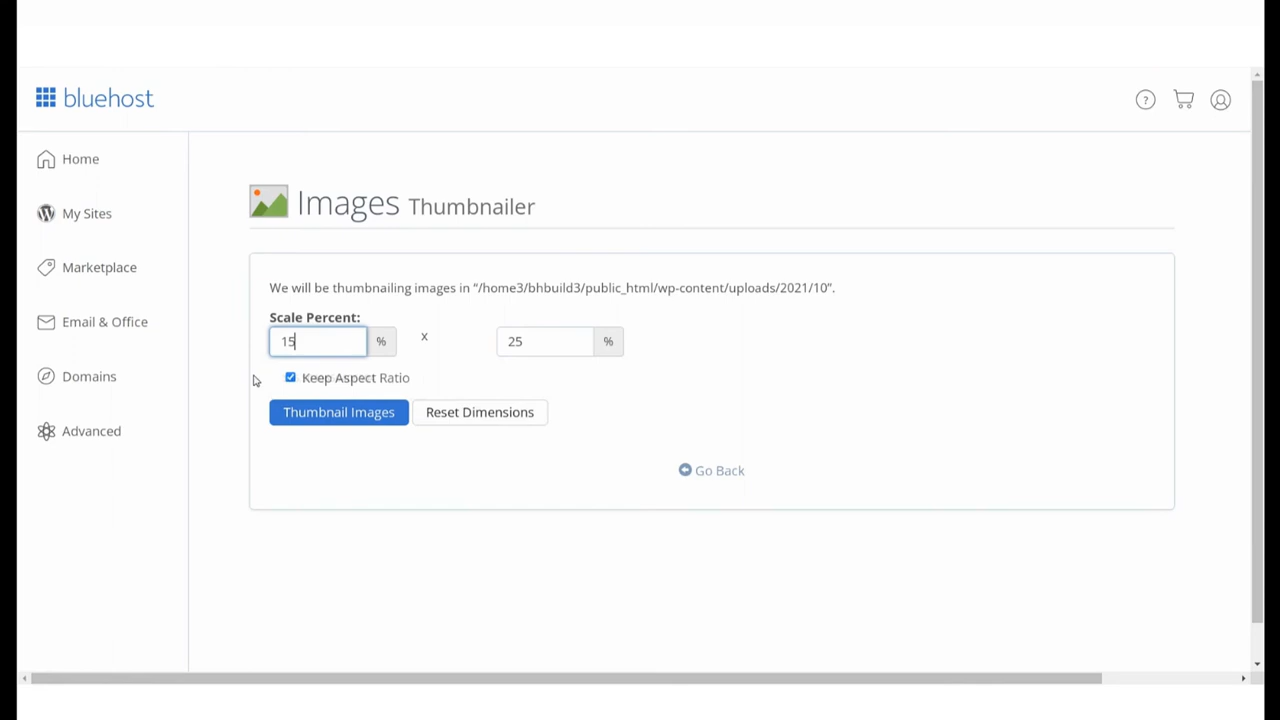 bluehost
?
Home
My Sites
Marketplace
Email & Office
Domains
Advanced
Images Thumbnailer
We will be thumbnailing images in “/home3/bhbuild3/public_html/wp-content/uploads/2021/10”.
Scale Percent:
15 % x 25 %
Keep Aspect Ratio
Thumbnail Images Reset Dimensions
Go Back